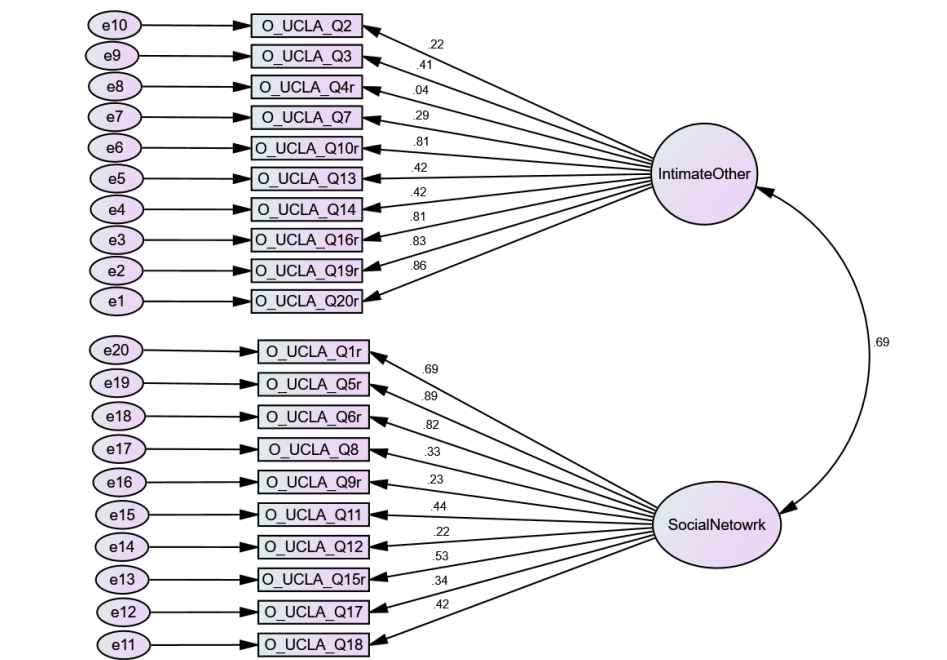 e10 O_UCLA_Q2 .22
e9 O_UCLA_Q3 .41
e8 O_UCLA_Q4r .04
e7 O_UCLA_Q7 .29
e6 O_UCLA_Q10r .81
IntimateOther
e5 O_UCLA_Q13 .42
e4 O_UCLA_Q14 .42
e3 O_UCLA_Q16r .81
e2 O_UCLA_Q19r .83
e1 O_UCLA_Q20r .86
.69
e20 O_UCLA_Q1r .69
e19 O_UCLA_Q5r .89
e18 O_UCLA_Q6r .82
e17 O_UCLA_Q8 .33
e16 O_UCLA_Q9r .23
e15 O_UCLA_Q11 .44
SocialNetowrk
e14 O_UCLA_Q12 .22
e13 O_UCLA_Q15r .53
e12 O_UCLA_Q17 .34
e11 O_UCLA_Q18 .42